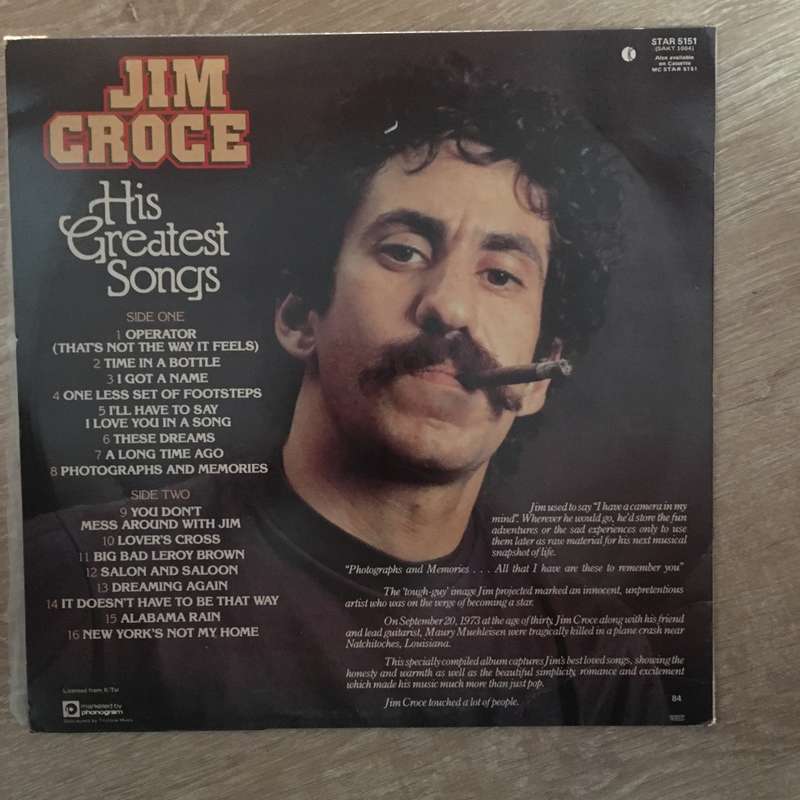 STAR 5151
(SAKT 1004)
Also available
on Cassette
MC STAR 5151
JIM
CROCE
His
Greatest
Songs
SIDE ONE
1 OPERATOR
(THAT'S NOT THE WAY IT FEELS)
2 TIME IN A BOTTLE
3 I GOT A NAME
4 ONE LESS SET OF FOOTSTEPS
5 I'LL HAVE TO SAY
I LOVE YOU IN A SONG
6 THESE DREAMS
7 A LONG TIME AGO
8 PHOTOGRAPHS AND MEMORIES
SIDE TWO
9 YOU DON'T
MESS AROUND WITH JIM
10 LOVER'S CROSS
11 BIG BAD LEROY BROWN
12 SALON AND SALOON
13 DREAMING AGAIN
14 IT DOESN'T HAVE TO BE THAT WAY
15 ALABAMA RAIN
16 NEW YORK'S NOT MY HOME
Jim used to say "I have a camera in my
mind". Wherever he would go, he'd store the fun
adventures or the sad experiences only to use
them later as raw material for his next musical
snapshot of life.
"Photographs and Memories . . . All that I have are these to remember you"
The 'tough-guy' image Jim projected marked an innocent, unpretentious
artist who was on the verge of becoming a star.
On September 20, 1973 at the age of thirty, Jim Croce along with his friend
and lead guitarist, Maury Muehleisen were tragically killed in a plane crash near
Natchitoches, Louisiana.
This specially compiled album captures Jim's best loved songs, showing the
honesty and warmth as well as the beautiful simplicity, romance and excitement
which made his music much more than just pop.
Jim Croce touched a lot of people.
Licensed from K-Tel
marketed by
phonogram
84